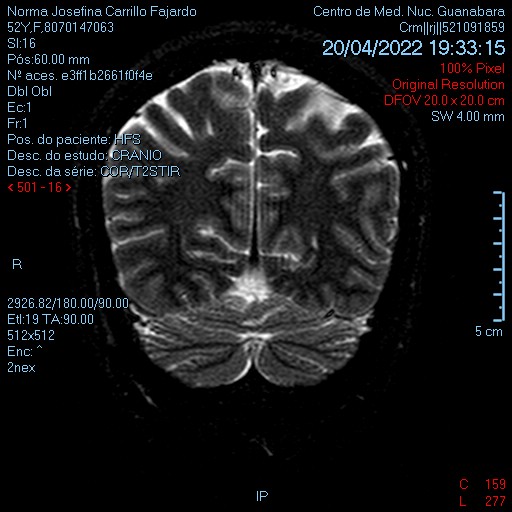 Norma Josefina Carrillo Fajardo
52Y,F,8070147063
Sl:16
Pós:60.00 mm
Nº aces. e3ff1b2661f0f4e
Dbl Obl
Ec:1
Fr:1
Pos. do paciente: HFS
Desc. do estudo: CRANIO
Desc. da série: COR/T2STIR
< 501 - 16 >
Centro de Med. Nuc. Guanabara
Crm||rj||521091859
20/04/2022 19:33:15
100% Pixel
Original Resolution
DFOV 20.0 x 20.0 cm
SW 4.00 mm
R
2926.82/180.00/90.00
Etl:19 TA:90.00
512x512
Enc: ^
2nex
5 cm
IP
C 159
L 277